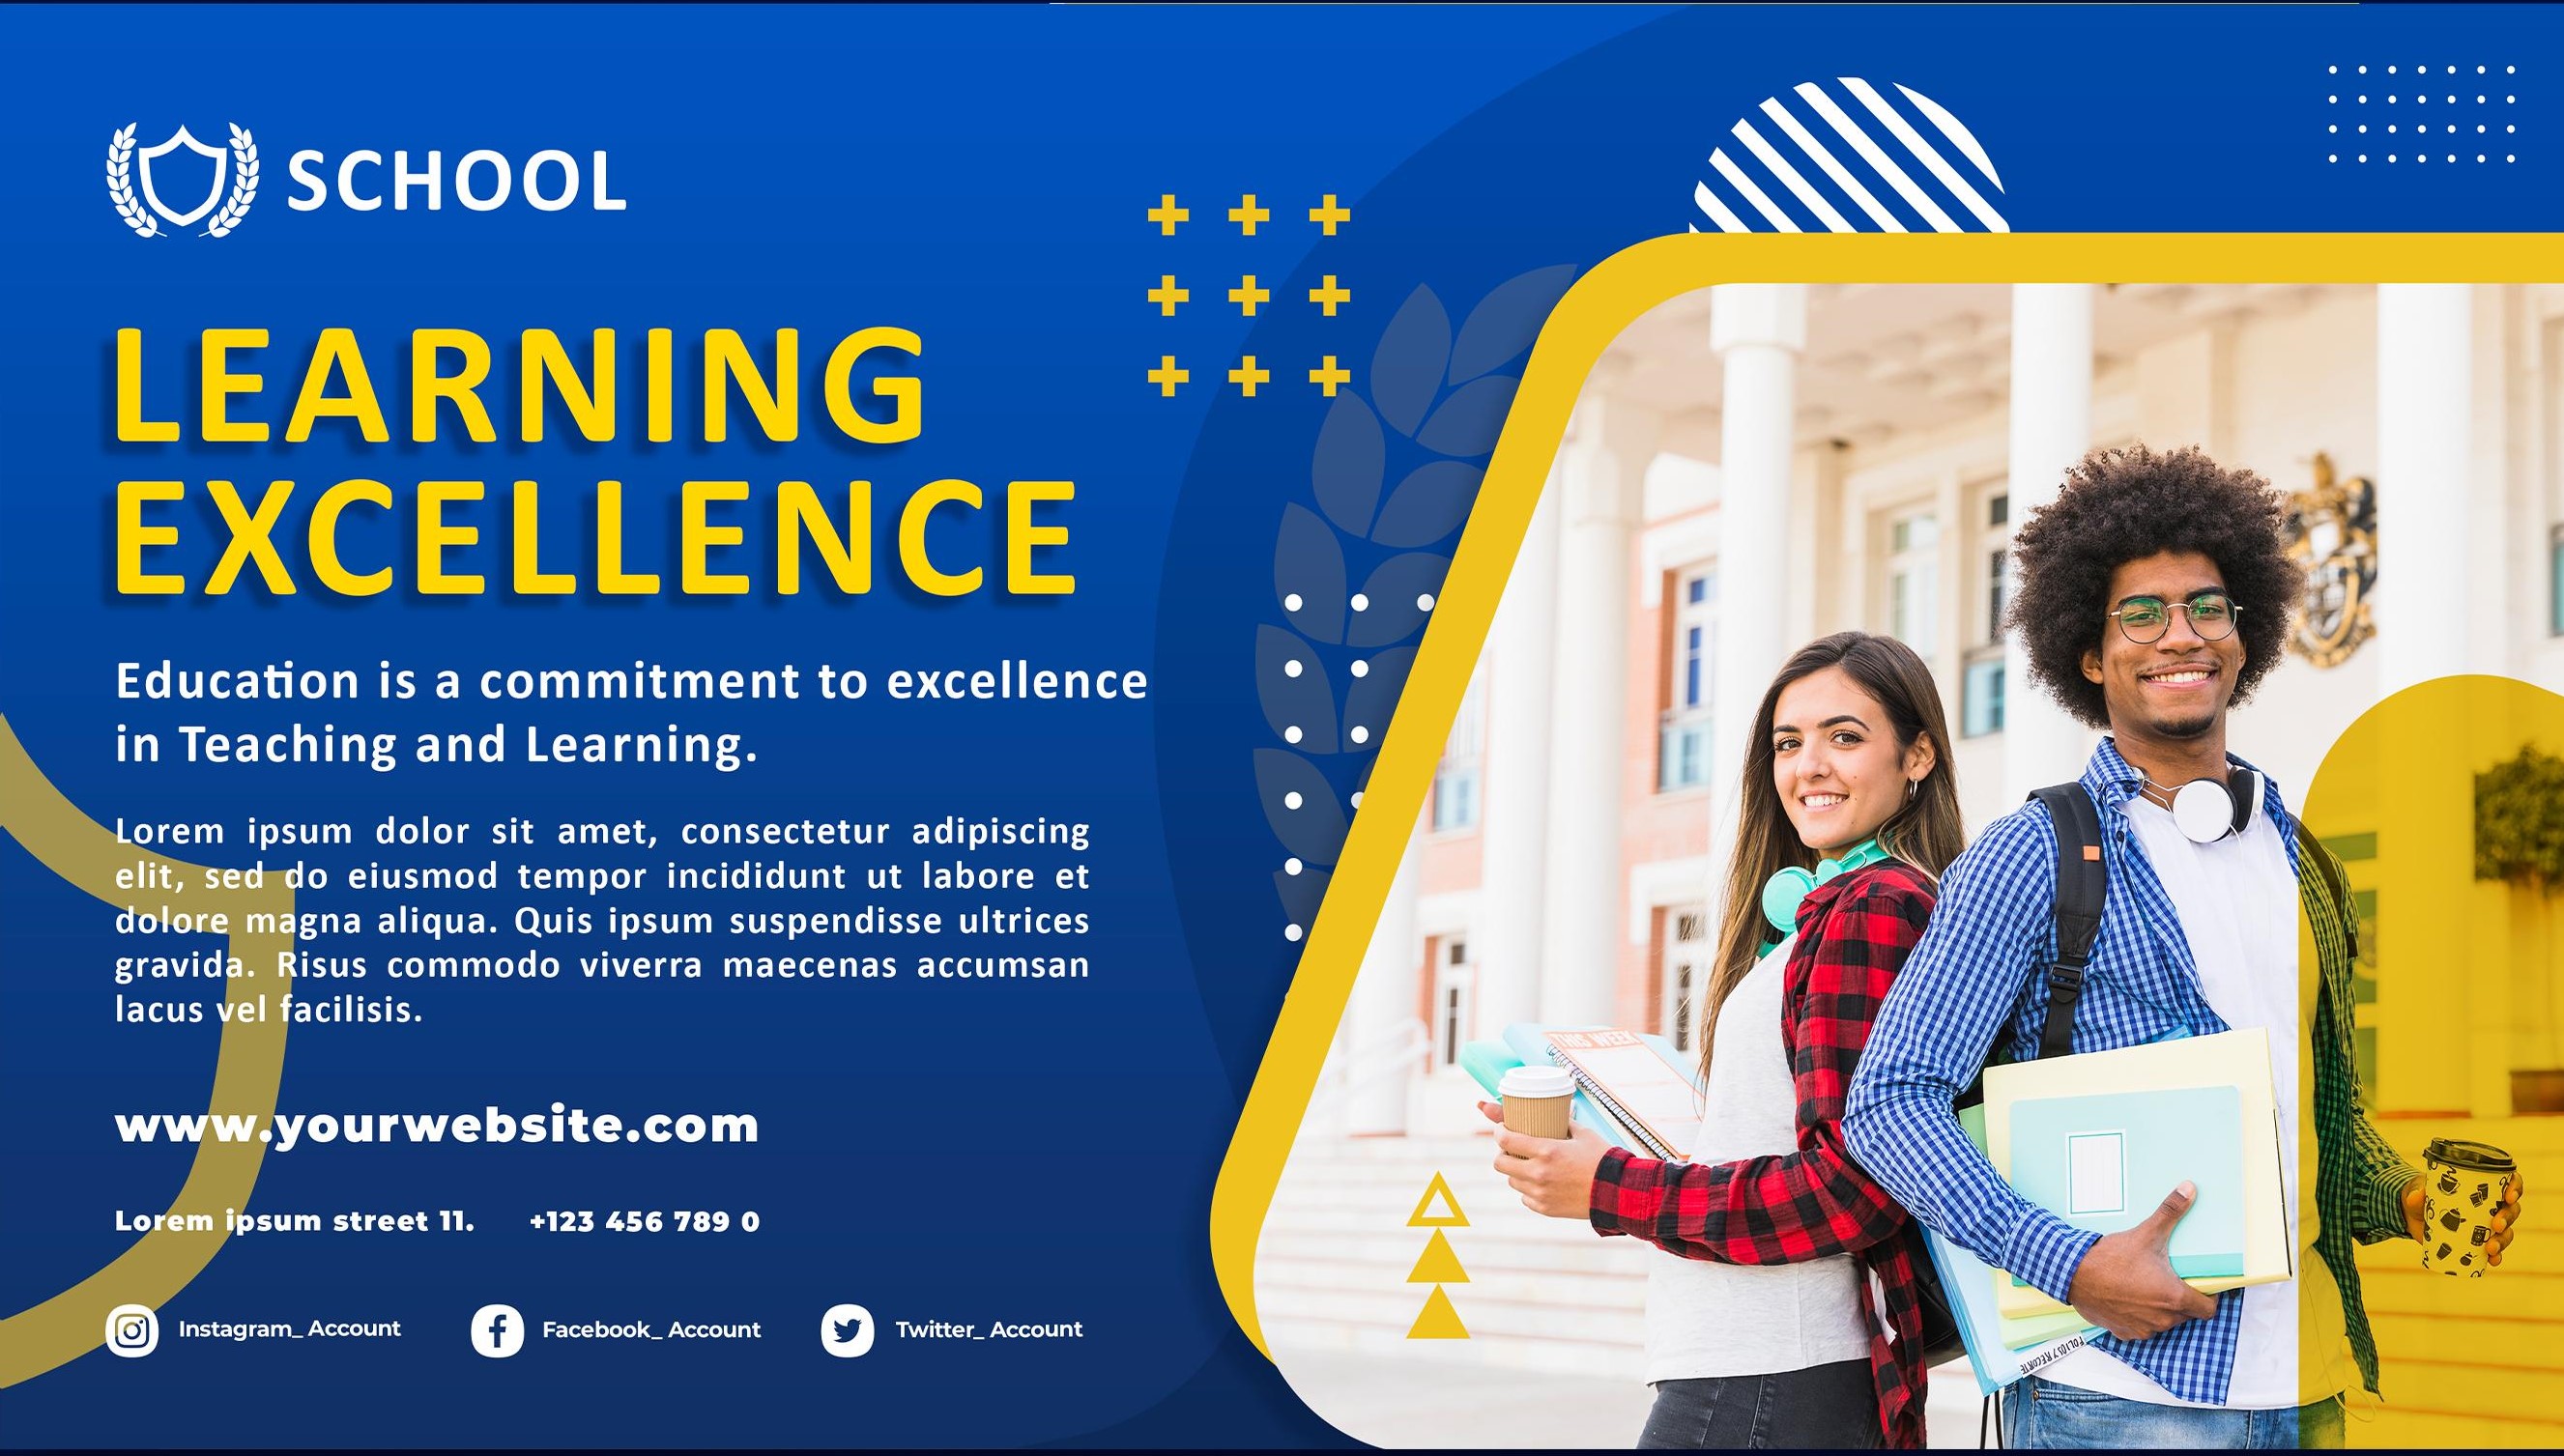 SCHOOL
LEARNING
EXCELLENCE
Education is a commitment to excellence
in Teaching and Learning.
Lorem ipsum dolor sit amet, consectetur adipiscing
elit, sed do eiusmod tempor incididunt ut labore et
dolore magna aliqua. Quis ipsum suspendisse ultrices
gravida. Risus commodo viverra maecenas accumsan
lacus vel facilisis.
www.yourwebsite.com
Lorem ipsum street 11. +123 456 789 0
Instagram_ Account Facebook_ Account Twitter_ Account
THIS WEEK